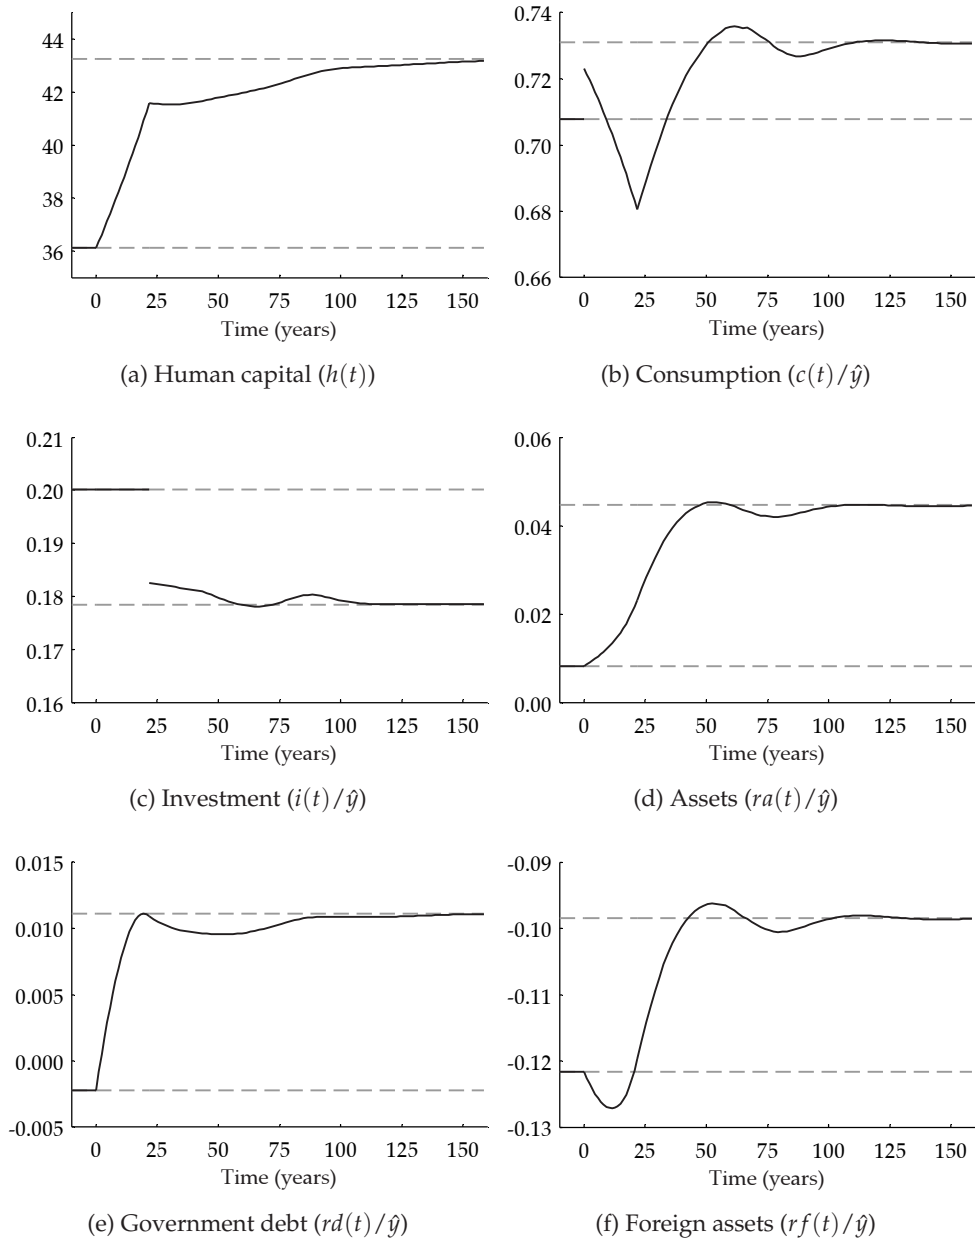 44
42
40
38
36
0 25 50 75 100 125 150
Time (years)
(a) Human capital (h(t))
0.74
0.72
0.70
0.68
0.66
0 25 50 75 100 125 150
Time (years)
(b) Consumption (c(t)/ŷ)
0.21
0.20
0.19
0.18
0.17
0.16
0 25 50 75 100 125 150
Time (years)
(c) Investment (i(t)/ŷ)
0.06
0.04
0.02
0.00
0 25 50 75 100 125 150
Time (years)
(d) Assets (ra(t)/ŷ)
0.015
0.010
0.005
0.000
-0.005
0 25 50 75 100 125 150
Time (years)
(e) Government debt (rd(t)/ŷ)
-0.09
-0.10
-0.11
-0.12
-0.13
0 25 50 75 100 125 150
Time (years)
(f) Foreign assets (rf(t)/ŷ)